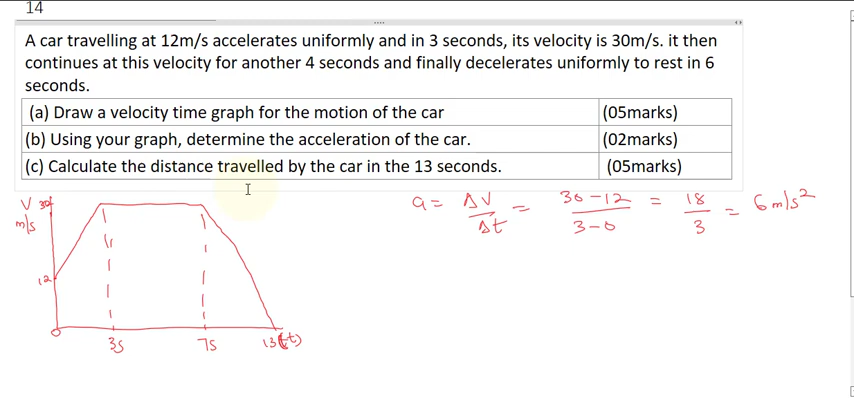 14
A car travelling at 12m/s accelerates uniformly and in 3 seconds, its velocity is 30m/s. it then
continues at this velocity for another 4 seconds and finally decelerates uniformly to rest in 6
seconds.
(a) Draw a velocity time graph for the motion of the car (05marks)
(b) Using your graph, determine the acceleration of the car. (02marks)
(c) Calculate the distance travelled by the car in the 13 seconds. (05marks)
a = ΔV/Δt = 30-12/3-0 = 18/3 = 6 m/s²
V 30
m/s
12
0
3s 7s 13 (t)